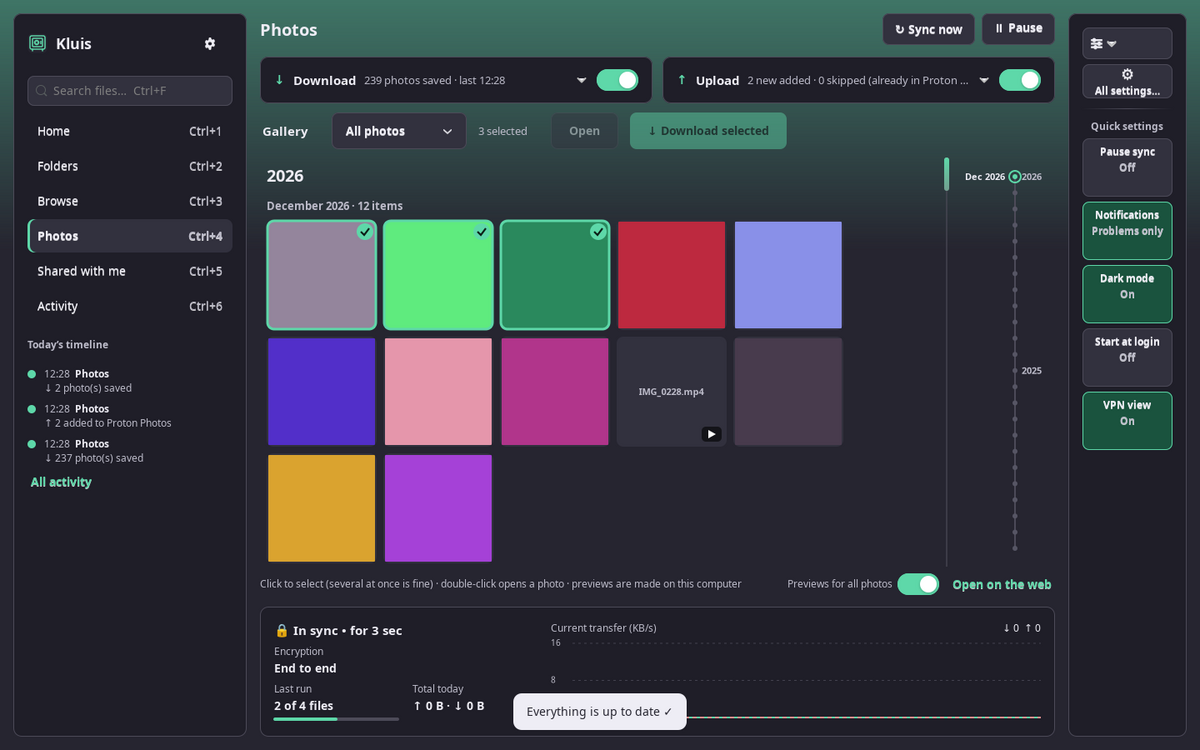 Kluis
Search files... Ctrl+F
Home Ctrl+1
Folders Ctrl+2
Browse Ctrl+3
Photos Ctrl+4
Shared with me Ctrl+5
Activity Ctrl+6
Today's timeline
12:28 Photos
↓ 2 photo(s) saved
12:28 Photos
↑ 2 added to Proton Photos
12:28 Photos
↓ 237 photo(s) saved
All activity
Photos
↻ Sync now
Pause
↓ Download 239 photos saved · last 12:28
↑ Upload 2 new added · 0 skipped (already in Proton ...
Gallery
All photos
3 selected
Open
↓ Download selected
2026
December 2026 · 12 items
IMG_0228.mp4
Dec 2026
2026
2025
Click to select (several at once is fine) · double-click opens a photo · previews are made on this computer
Previews for all photos
Open on the web
🔒 In sync • for 3 sec
Encryption
End to end
Last run
2 of 4 files
Total today
↑ 0 B · ↓ 0 B
Current transfer (KB/s)
↓ 0 ↑ 0
16
8
Everything is up to date ✓
All settings...
Quick settings
Pause sync
Off
Notifications
Problems only
Dark mode
On
Start at login
Off
VPN view
On